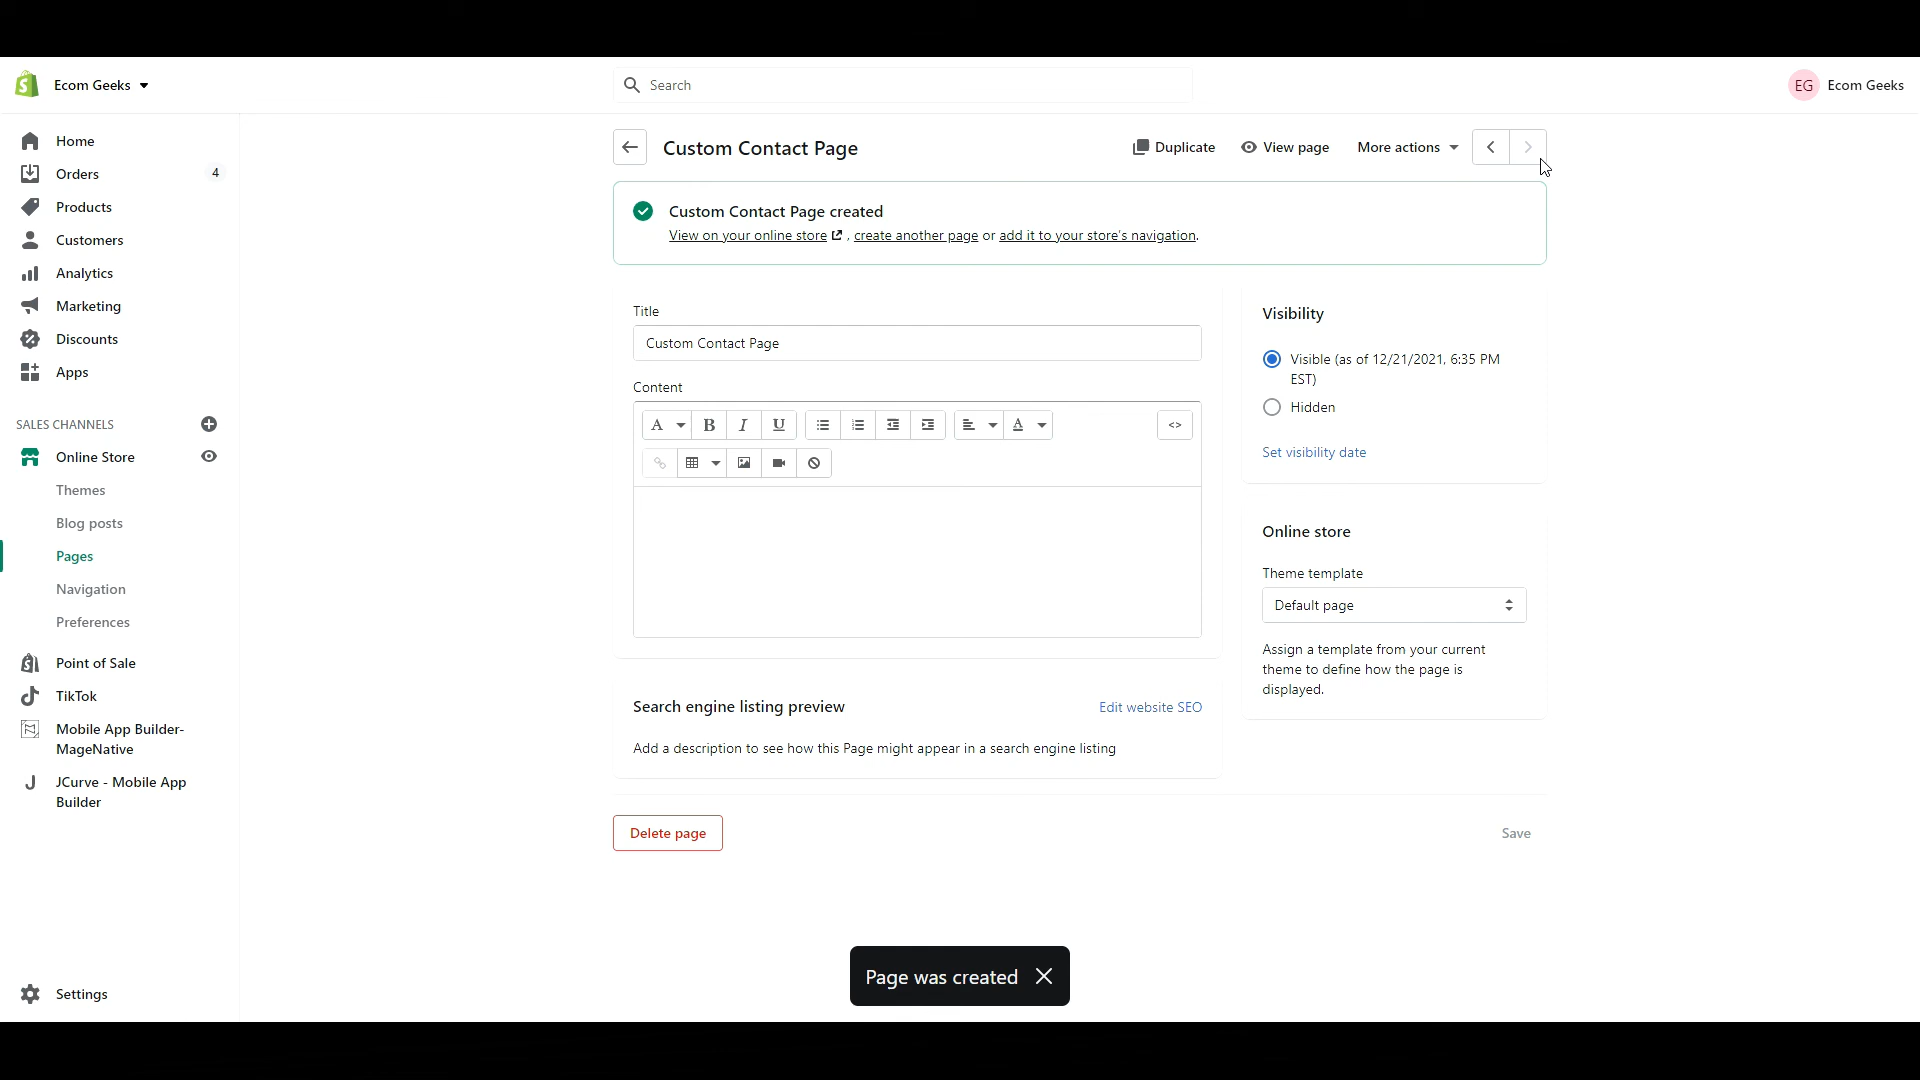 Ecom Geeks
Search
EG Ecom Geeks
Home
Orders 4
Products
Customers
Analytics
Marketing
Discounts
Apps
SALES CHANNELS
Online Store
Themes
Blog posts
Pages
Navigation
Preferences
Point of Sale
TikTok
Mobile App Builder-
MageNative
JCurve - Mobile App
Builder
Settings
Custom Contact Page
Duplicate
View page
More actions
Custom Contact Page created
View on your online store , create another page or add it to your store's navigation.
Title
Custom Contact Page
Content
A B I U A <>
Search engine listing preview
Edit website SEO
Add a description to see how this Page might appear in a search engine listing
Visibility
Visible (as of 12/21/2021, 6:35 PM
EST)
Hidden
Set visibility date
Online store
Theme template
Default page
Assign a template from your current
theme to define how the page is
displayed.
Delete page
Save
Page was created